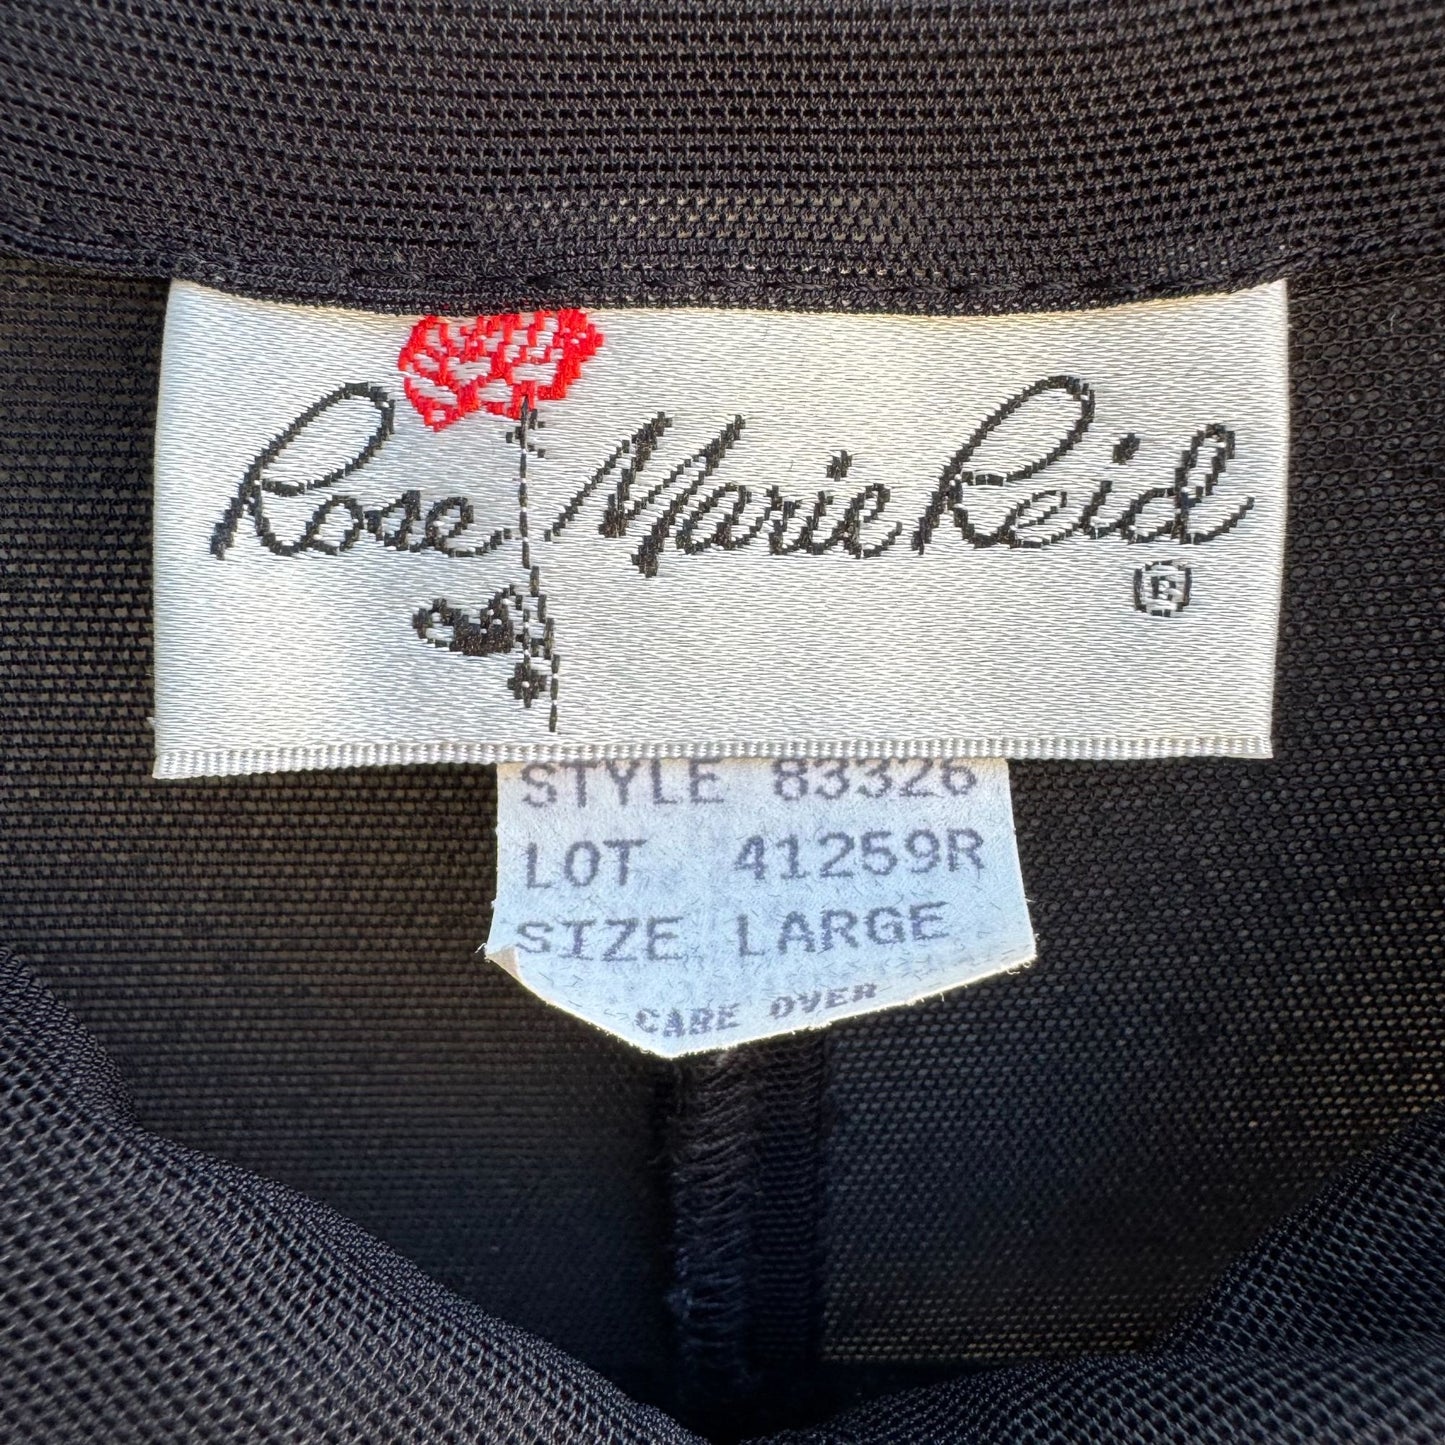 Rose Marie Reid
®
STYLE 83326
LOT 41259R
SIZE LARGE
CARE OVER